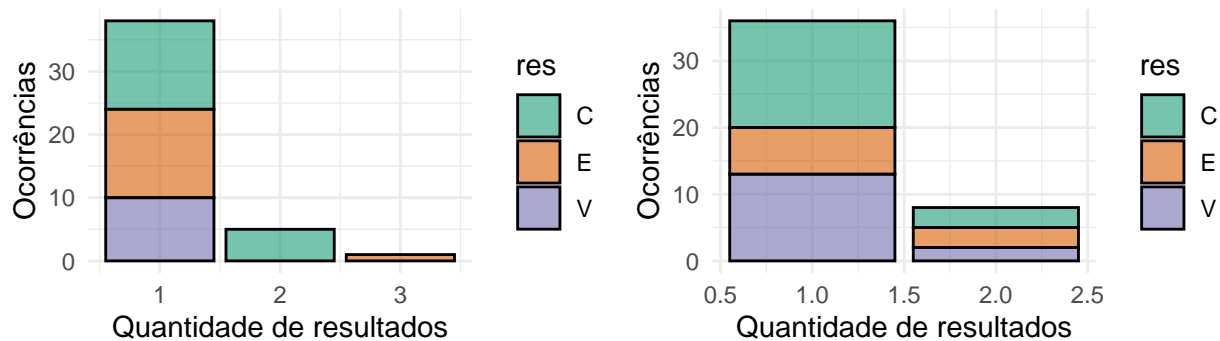 Ocorrências
30
20
10
0
1 2 3
Quantidade de resultados
res
C
E
V
Ocorrências
30
20
10
0
0.5 1.0 1.5 2.0 2.5
Quantidade de resultados
res
C
E
V